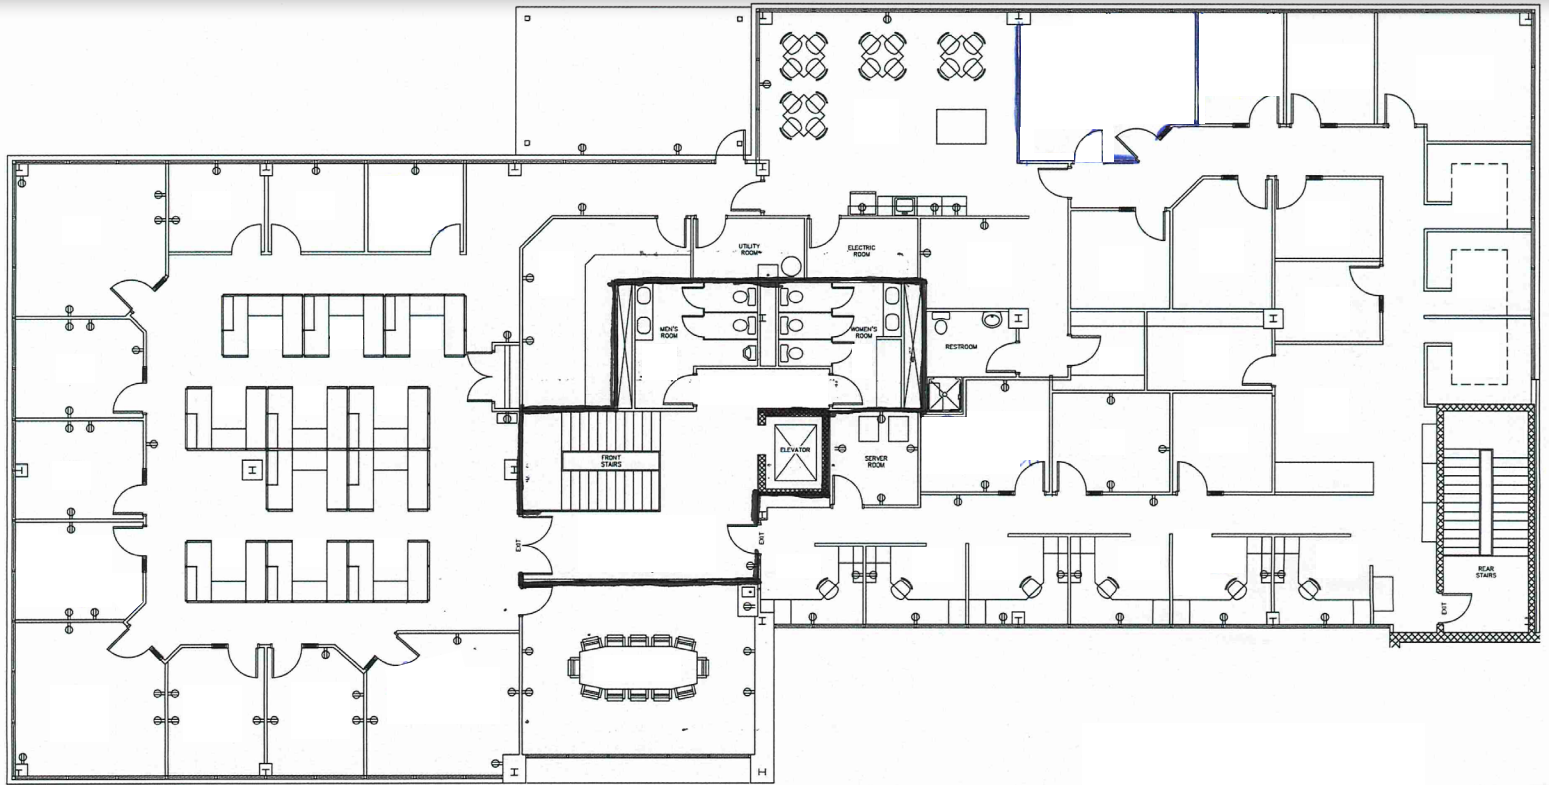 UTILITY
ROOM
ELECTRIC
ROOM
MEN'S
ROOM
WOMEN'S
ROOM
RESTROOM
FRONT
STAIRS
ELEVATOR
SERVER
ROOM
EXIT
EXIT
REAR
STAIRS
EXIT